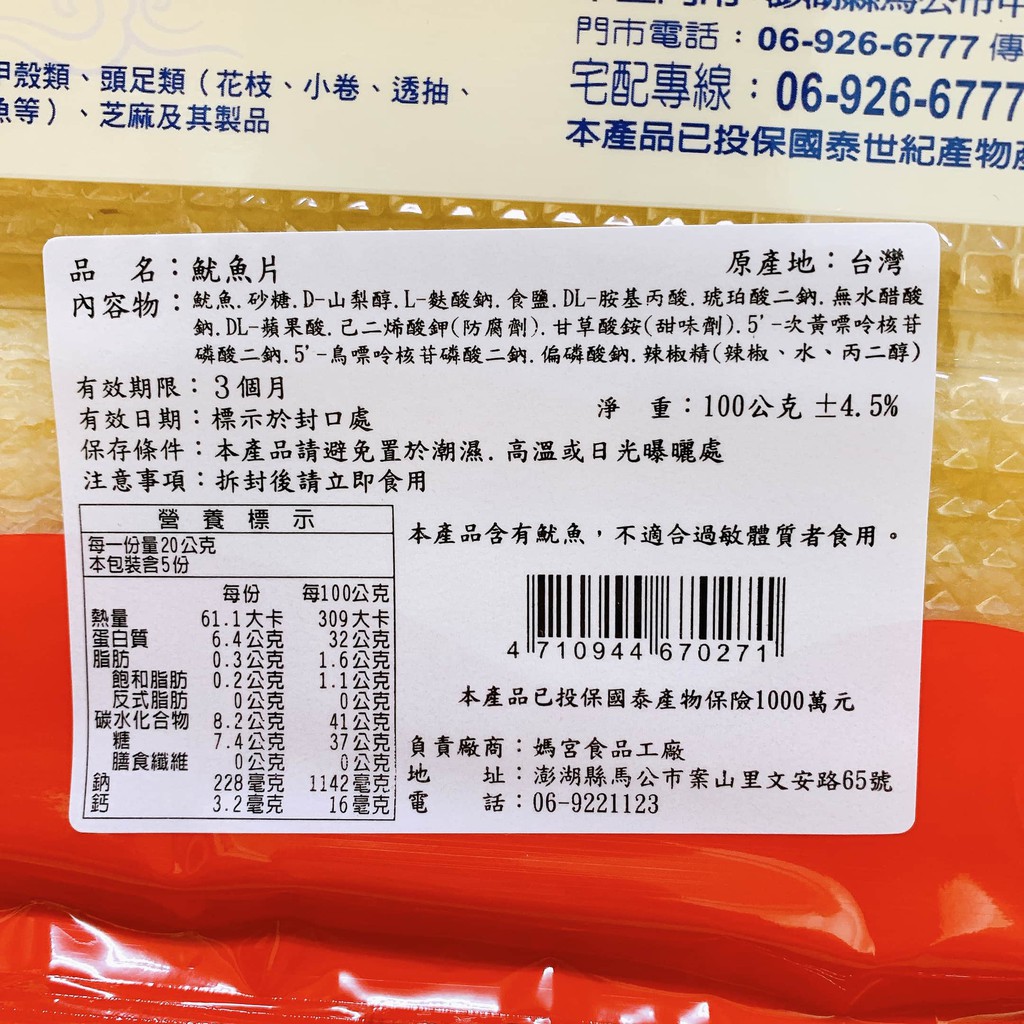 門市電話：06-926-6777 傳
宅配專線：06-926-6777
本產品已投保國泰世紀產物
甲殼類、頭足類（花枝、小卷、透抽、
魚等）、芝麻及其製品
品　名：魷魚片
原產地：台灣
內容物：魷魚.砂糖.D-山梨醇.L-麩酸鈉.食鹽.DL-胺基丙酸.琥珀酸二鈉.無水醋酸
鈉.DL-蘋果酸.己二烯酸鉀(防腐劑).甘草酸銨(甜味劑).5'-次黃嘌呤核苷
磷酸二鈉.5'-鳥嘌呤核苷磷酸二鈉.偏磷酸鈉.辣椒精(辣椒、水、丙二醇)
有效期限：3個月
有效日期：標示於封口處
淨　重：100公克±4.5%
保存條件：本產品請避免置於潮濕.高溫或日光曝曬處
注意事項：拆封後請立即食用
營養標示
每一份量20公克
本包裝含5份
每份 每100公克
熱量 61.1大卡 309大卡
蛋白質 6.4公克 32公克
脂肪 0.3公克 1.6公克
飽和脂肪 0.2公克 1.1公克
反式脂肪 0公克 0公克
碳水化合物 8.2公克 41公克
糖 7.4公克 37公克
膳食纖維 0公克 0公克
鈉 228毫克 1142毫克
鈣 3.2毫克 16毫克
本產品含有魷魚，不適合過敏體質者食用。
4 710944 670271
本產品已投保國泰產物保險1000萬元
負責廠商：媽宮食品工廠
地　址：澎湖縣馬公市案山里文安路65號
電　話：06-9221123